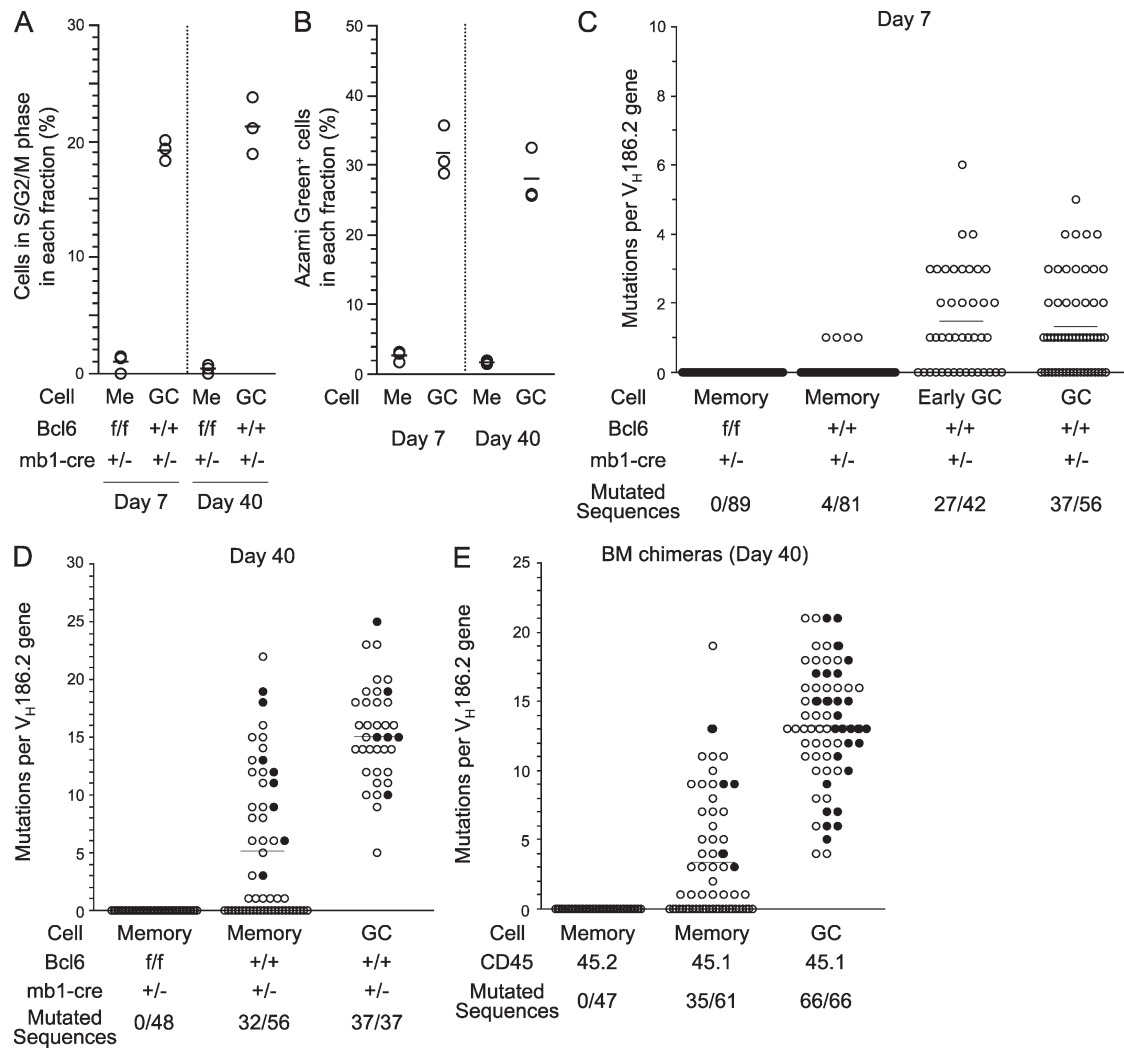 A
Cells in S/G2/M phase
in each fraction (%)
30
20
10
0
Cell Me GC Me GC
Bcl6 f/f +/+ f/f +/+
mb1-cre +/- +/- +/- +/-
Day 7 Day 40
B
Azami Green+ cells
in each fraction (%)
50
40
30
20
10
0
Cell Me GC Me GC
Day 7 Day 40
C
Day 7
Mutations per VH186.2 gene
10
8
6
4
2
0
Cell Memory Memory Early GC GC
Bcl6 f/f +/+ +/+ +/+
mb1-cre +/- +/- +/- +/-
Mutated
Sequences 0/89 4/81 27/42 37/56
D
Day 40
Mutations per VH186.2 gene
30
25
20
15
10
5
0
Cell Memory Memory GC
Bcl6 f/f +/+ +/+
mb1-cre +/- +/- +/-
Mutated
Sequences 0/48 32/56 37/37
E
BM chimeras (Day 40)
Mutations per VH186.2 gene
25
20
15
10
5
0
Cell Memory Memory GC
CD45 45.2 45.1 45.1
Mutated
Sequences 0/47 35/61 66/66